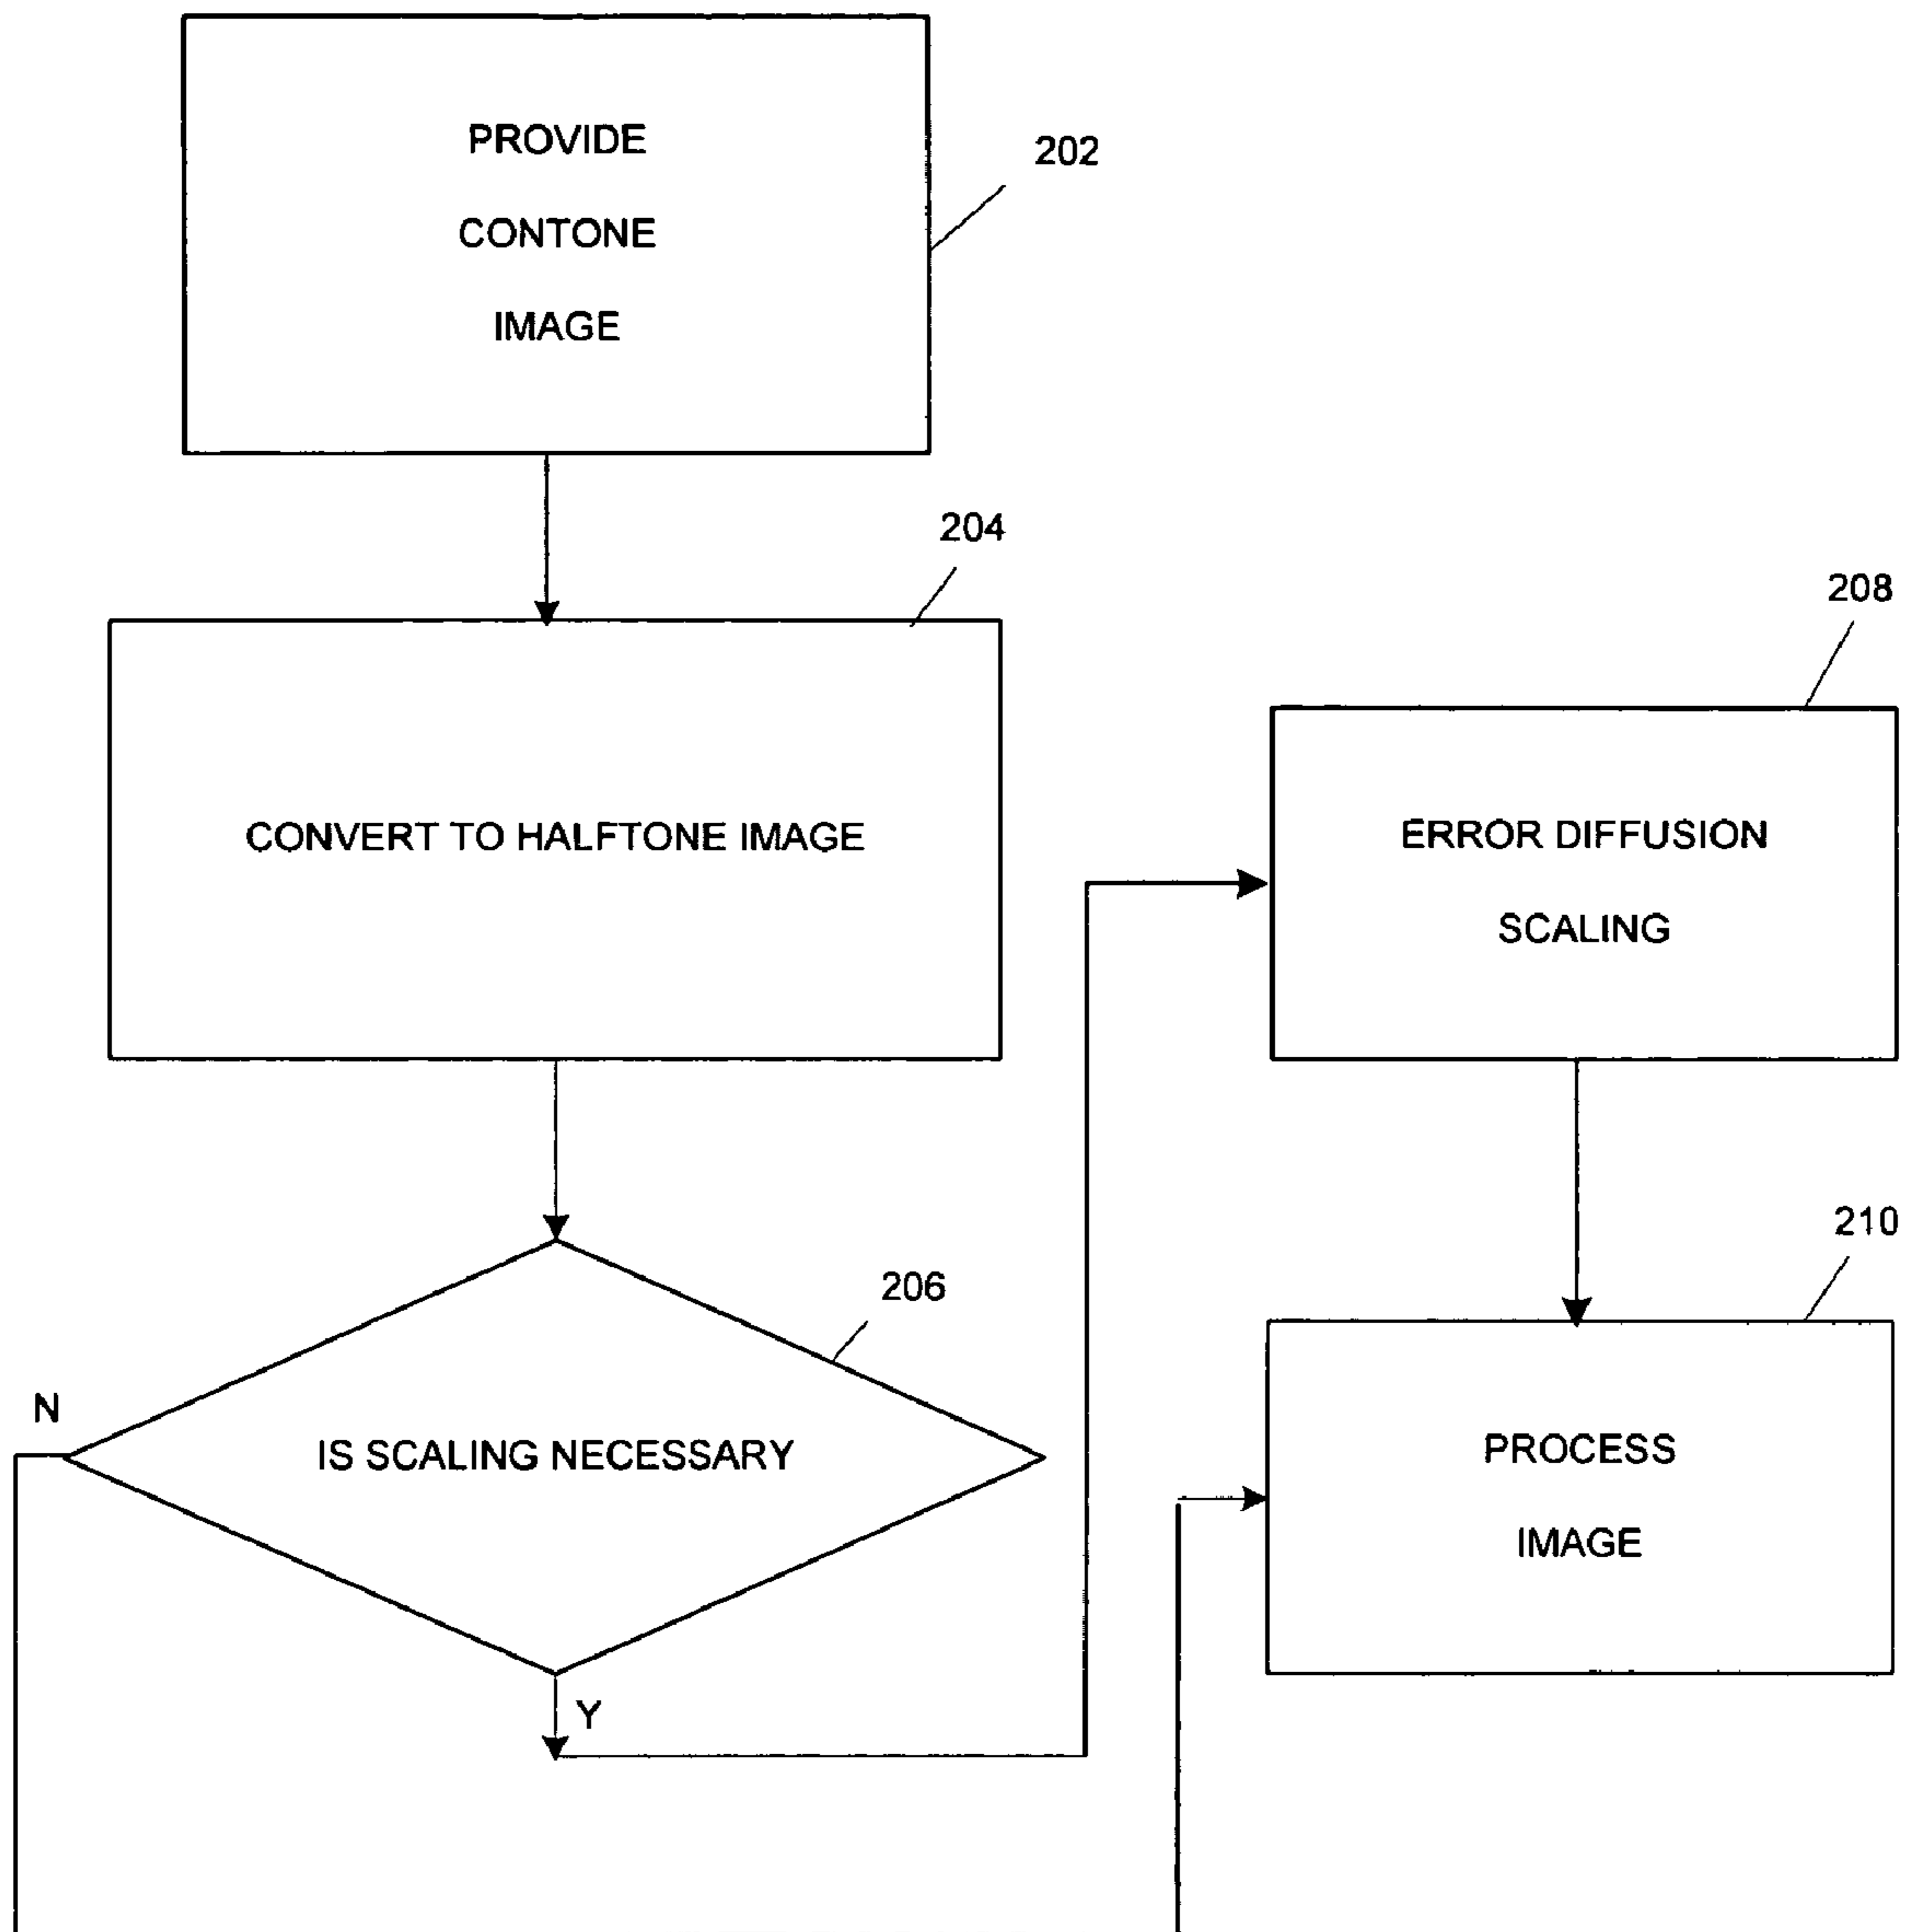 PROVIDE
CONTONE
IMAGE
202
204
CONVERT TO HALFTONE IMAGE
208
ERROR DIFFUSION
SCALING
206
IS SCALING NECESSARY
N
Y
210
PROCESS
IMAGE